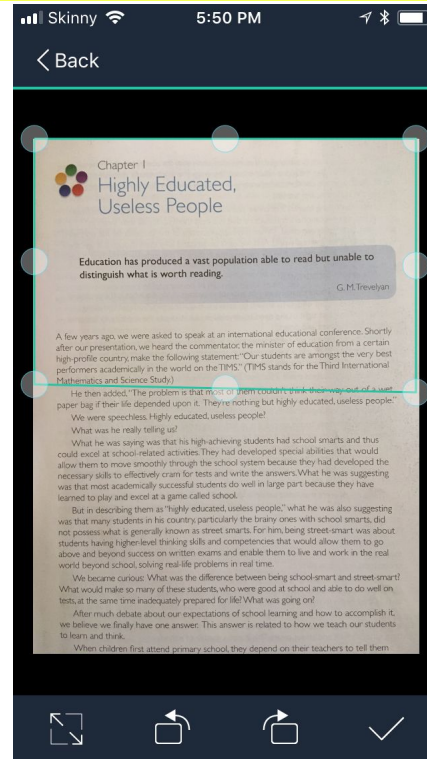 Skinny 5:50 PM
Back
Chapter 1
Highly Educated,
Useless People
Education has produced a vast population able to read but unable to
distinguish what is worth reading.
G. M. Trevelyan
A few years ago, we were asked to speak at an international educational conference. Shortly
after our presentation, we heard the commentator, the minister of education from a certain
high-profile country, make the following statement: "Our students are amongst the very best
performers academically in the world on the TIMS." (TIMS stands for the Third International
Mathematics and Science Study.)
He then added, "The problem is that most of them couldn't think their way out of a wet
paper bag if their life depended upon it. They're nothing but highly educated, useless people."
We were speechless. Highly educated, useless people?
What was he really telling us?
What he was saying was that his high-achieving students had school smarts and thus
could excel at school-related activities. They had developed special abilities that would
allow them to move smoothly through the school system because they had developed the
necessary skills to effectively cram for tests and write the answers. What he was suggesting
was that most academically successful students do well in large part because they have
learned to play and excel at a game called school.
But in describing them as "highly educated, useless people," what he was also suggesting
was that many students in his country, particularly the brainy ones with school smarts, did
not possess what is generally known as street smarts. For him, being street-smart was about
students having higher-level thinking skills and competencies that would allow them to go
above and beyond success on written exams and enable them to live and work in the real
world beyond school, solving real-life problems in real time.
We became curious: What was the difference between being school-smart and street-smart?
What would make so many of these students, who were good at school and able to do well on
tests, at the same time inadequately prepared for life? What was going on?
After much debate about our expectations of school learning and how to accomplish it,
we believe we finally have one answer. This answer is related to how we teach our students
to learn and think.
When children first attend primary school, they depend on their teachers to tell them